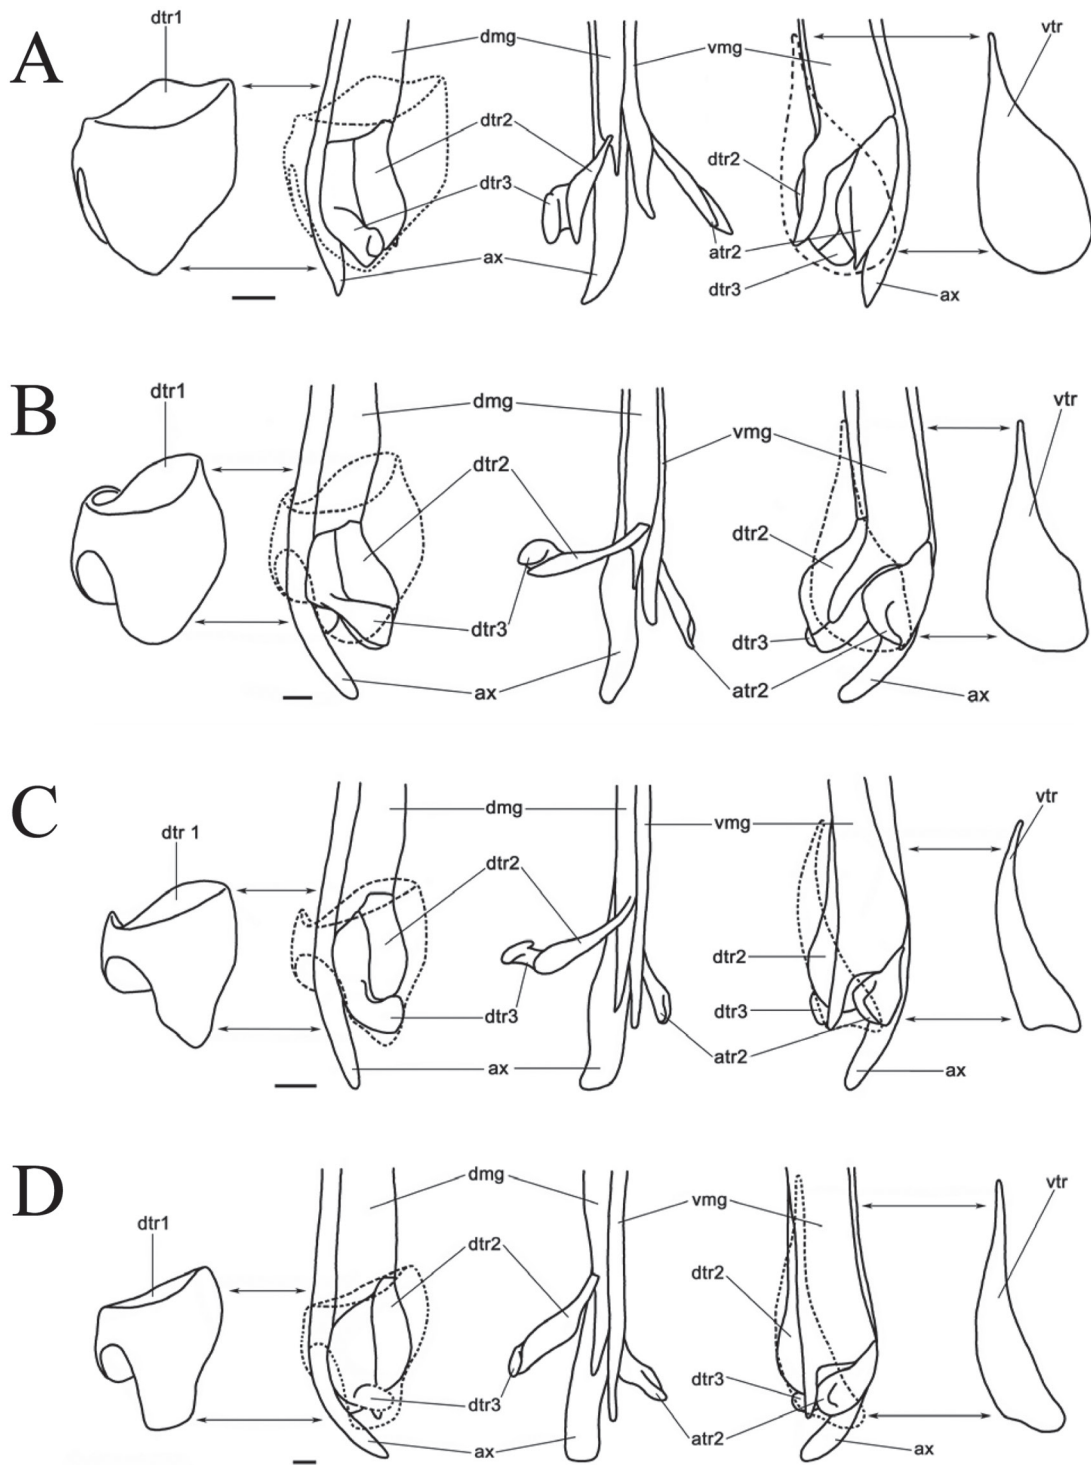 A
dtr1
dmg
vmg
vtr
dtr2
dtr2
dtr3
atr2
ax
dtr3
ax
B
dtr1
dmg
vtr
vmg
dtr2
dtr2
dtr3
dtr3
ax
atr2
ax
C
vtr
dmg
vmg
dtr 1
dtr2
dtr2
dtr3
dtr3
atr2
ax
ax
D
dmg
vtr
vmg
dtr1
dtr2
dtr2
dtr3
dtr3
atr2
ax
ax